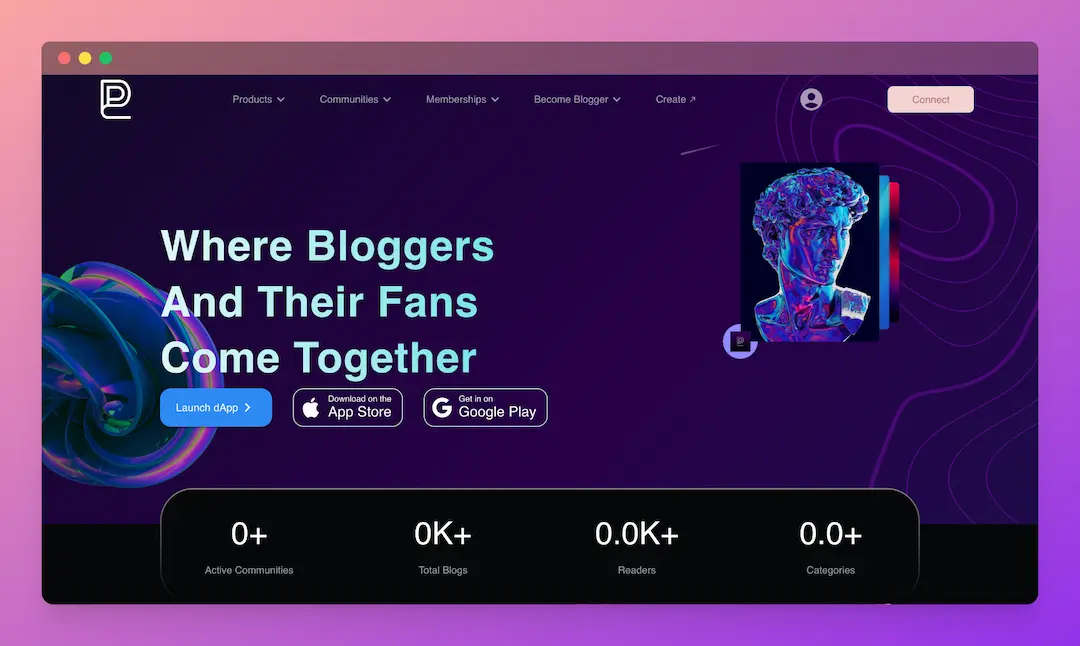 Products
Communities
Memberships
Become Blogger
Create ↗
Connect
Where Bloggers
And Their Fans
Come Together
Launch dApp
Download on the
App Store
Get in on
Google Play
0+
0K+
0.0K+
0.0+
Active Communities
Total Blogs
Readers
Categories